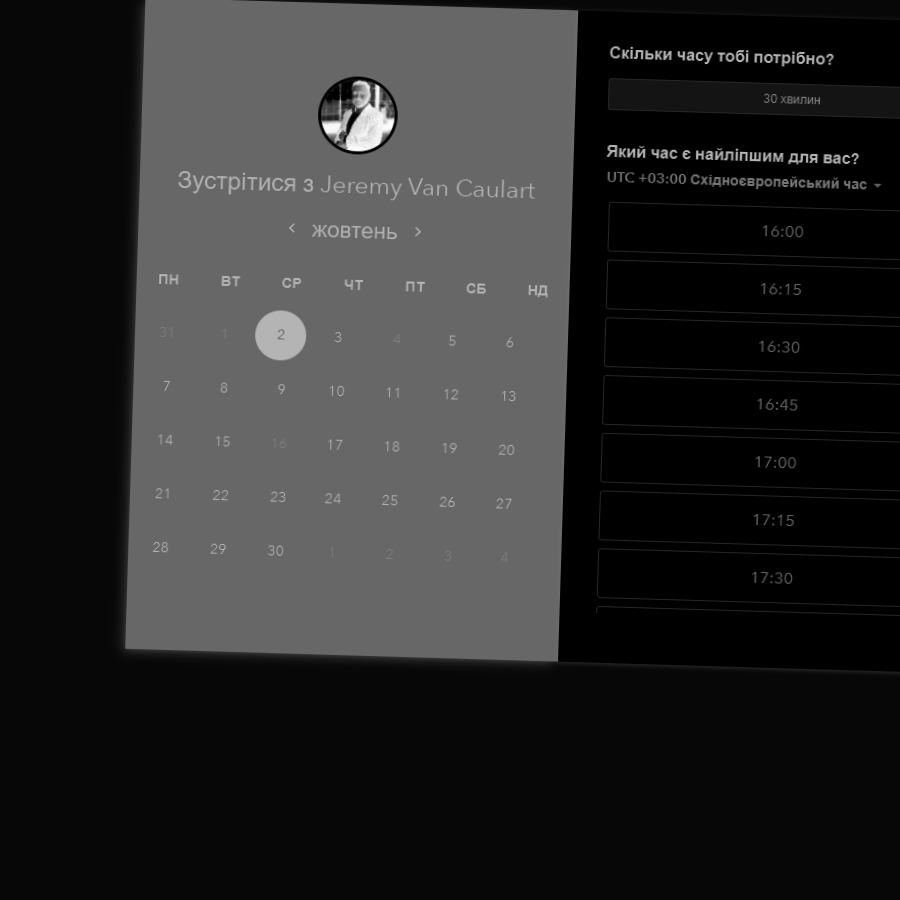 Зустрітися з Jeremy Van Caulart
жовтень
ПН ВТ СР ЧТ ПТ СБ НД
31 1 2 3 4 5 6
7 8 9 10 11 12 13
14 15 16 17 18 19 20
21 22 23 24 25 26 27
28 29 30 1 2 3 4
Скільки часу тобі потрібно?
30 хвилин
Який час є найліпшим для вас?
UTC +03:00 Східноєвропейський час
16:00
16:15
16:30
16:45
17:00
17:15
17:30